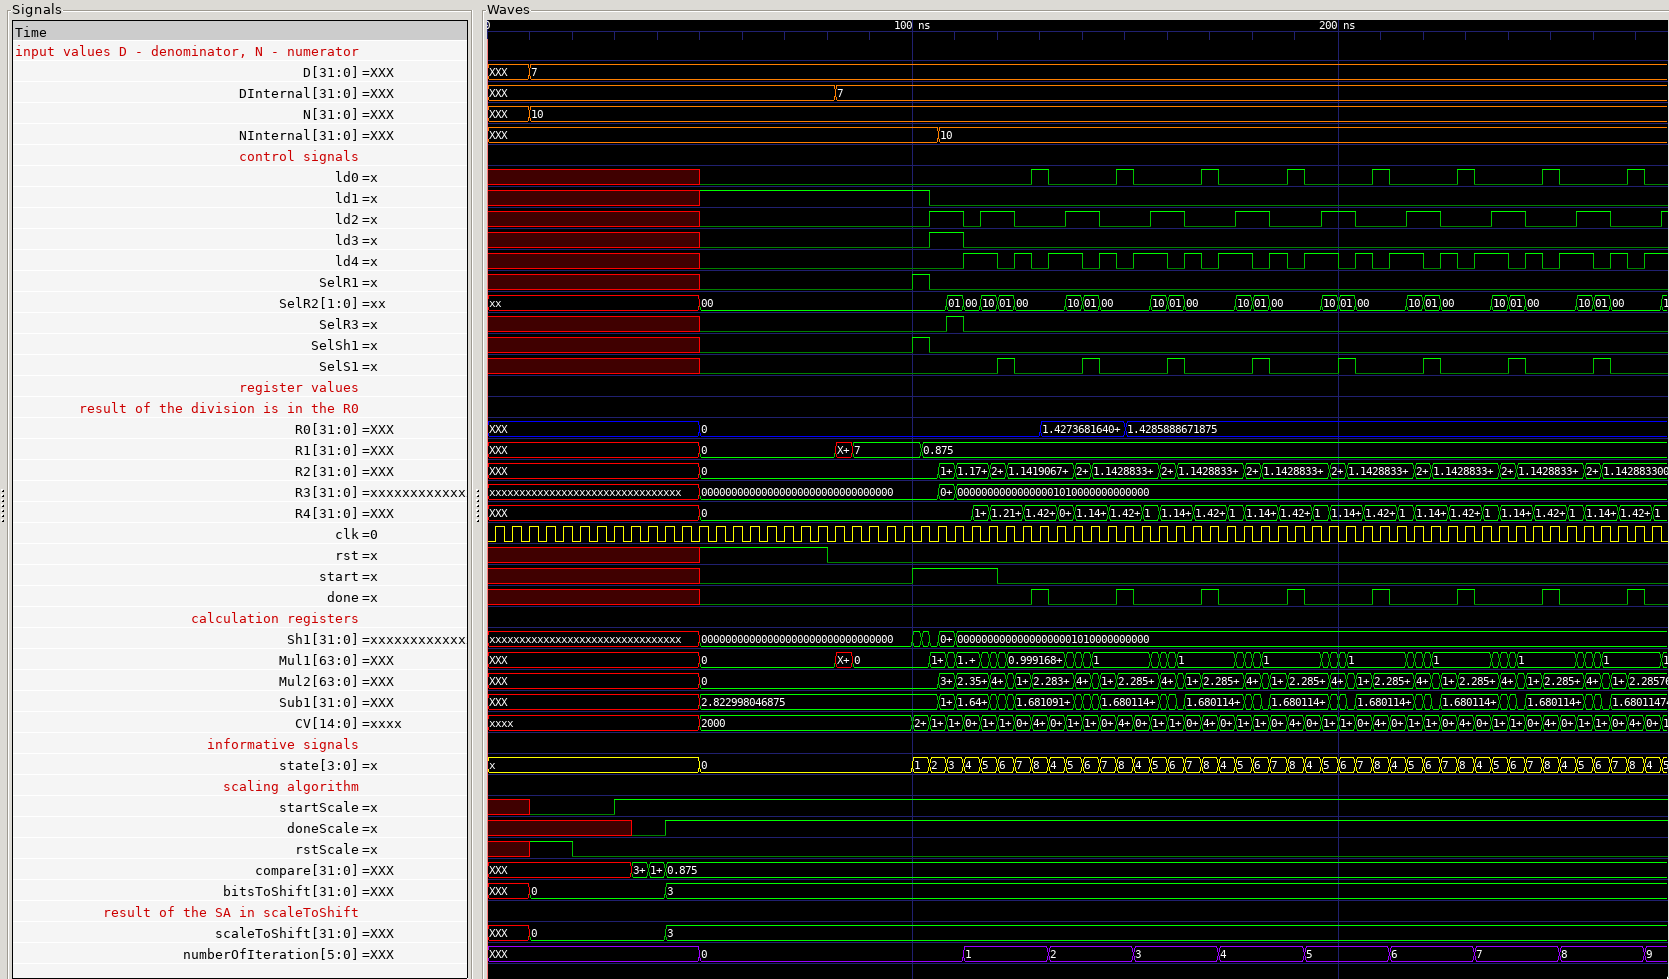 Signals Waves
Time 0 100 ns 200 ns
input values D - denominator, N - numerator
D[31:0] =XXX XXX 7
DInternal[31:0] =XXX XXX 7
N[31:0] =XXX XXX 10
NInternal[31:0] =XXX XXX 10
control signals
ld0 =x
ld1 =x
ld2 =x
ld3 =x
ld4 =x
SelR1 =x
SelR2[1:0] =xx xx 00 01 00 10 01 00 10 01 00 10 01 00 10 01 00 10 01 00 10 01 00 10 01 00 10 01 00 1
SelR3 =x
SelSh1 =x
SelS1 =x
register values
result of the division is in the R0
R0[31:0] =XXX XXX 0 1.4273681640+ 1.4285888671875
R1[31:0] =XXX XXX 0 X+ 7 0.875
R2[31:0] =XXX XXX 0 1+ 1.17+ 2+ 1.1419067+ 2+ 1.1428833+ 2+ 1.1428833+ 2+ 1.1428833+ 2+ 1.1428833+ 2+ 1.1428833+ 2+ 1.1428833+ 2+ 1.142883300
R3[31:0] =xxxxxxxxxxxx xxxxxxxxxxxxxxxxxxxxxxxxxxxxxxxx 00000000000000000000000000000000 0+ 00000000000000001010000000000000
R4[31:0] =XXX XXX 0 1+ 1.21+ 1.42+ 0+ 1.14+ 1.42+ 1 1.14+ 1.42+ 1 1.14+ 1.42+ 1 1.14+ 1.42+ 1 1.14+ 1.42+ 1 1.14+ 1.42+ 1 1.14+ 1.42+ 1
clk =0
rst =x
start =x
done =x
calculation registers
Sh1[31:0] =xxxxxxxxxxxx xxxxxxxxxxxxxxxxxxxxxxxxxxxxxxxx 00000000000000000000000000000000 0+ 00000000000000000001010000000000
Mul1[63:0] =XXX XXX 0 X+ 0 1+ 1.+ 0.999168+ 1 1 1 1 1 1 1 1
Mul2[63:0] =XXX XXX 0 3+ 2.35+ 4+ 1+ 2.283+ 4+ 1+ 2.285+ 4+ 1+ 2.285+ 4+ 1+ 2.285+ 4+ 1+ 2.285+ 4+ 1+ 2.285+ 4+ 1+ 2.285+ 4+ 1+ 2.28576
Sub1[31:0] =XXX XXX 2.822998046875 1+ 1.64+ 1.681091+ 1.680114+ 1.680114+ 1.680114+ 1.680114+ 1.680114+ 1.680114+ 1.68011474
CV[14:0] =xxxx xxxx 2000 2+ 1+ 1+ 0+ 1+ 1+ 0+ 4+ 0+ 1+ 1+ 0+ 4+ 0+ 1+ 1+ 0+ 4+ 0+ 1+ 1+ 0+ 4+ 0+ 1+ 1+ 0+ 4+ 0+ 1+ 1+ 0+ 4+ 0+ 1+ 1+ 0+ 4+ 0+ 1
informative signals
state[3:0] =x x 0 1 2 3 4 5 6 7 8 4 5 6 7 8 4 5 6 7 8 4 5 6 7 8 4 5 6 7 8 4 5 6 7 8 4 5 6 7 8 4 5 6 7 8 4 5
scaling algorithm
startScale =x
doneScale =x
rstScale =x
compare[31:0] =XXX XXX 3+ 1+ 0.875
bitsToShift[31:0] =XXX XXX 0 3
result of the SA in scaleToShift
scaleToShift[31:0] =XXX XXX 0 3
numberOfIteration[5:0] =XXX XXX 0 1 2 3 4 5 6 7 8 9